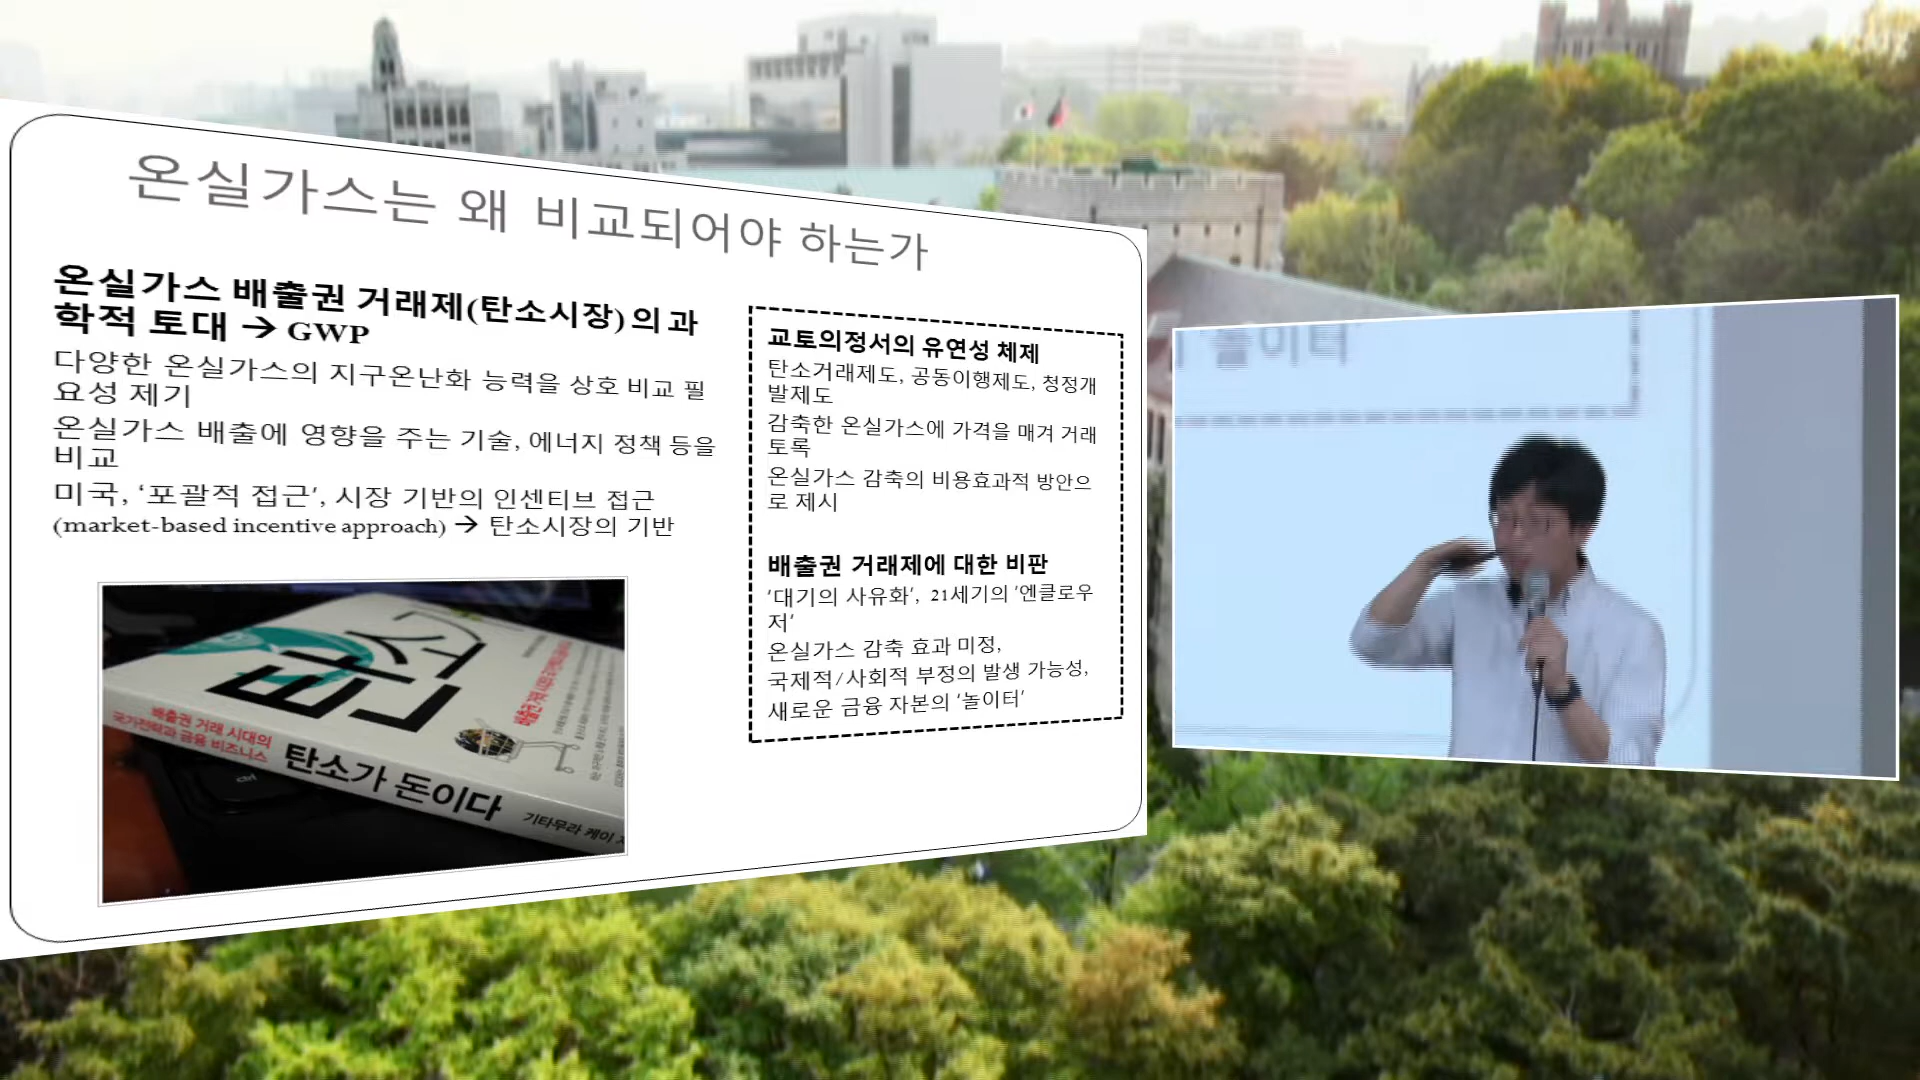 온실가스는 왜 비교되어야 하는가
온실가스 배출권 거래제(탄소시장)의 과
학적 토대 → GWP
다양한 온실가스의 지구온난화 능력을 상호 비교 필
요성 제기
온실가스 배출에 영향을 주는 기술, 에너지 정책 등을
비교
미국, ‘포괄적 접근’, 시장 기반의 인센티브 접근
(market-based incentive approach) → 탄소시장의 기반
탄소
배출권 거래 시대의
국가전략과 금융 비즈니스
탄소가 돈이다
기타무라 케이
ctrl
교토의정서의 유연성 체제
탄소거래제도, 공동이행제도, 청정개
발제도
감축한 온실가스에 가격을 매겨 거래
토록
온실가스 감축의 비용효과적 방안으
로 제시
배출권 거래제에 대한 비판
‘대기의 사유화’, 21세기의 ’엔클로우
저’
온실가스 감축 효과 미정,
국제적/사회적 부정의 발생 가능성,
새로운 금융 자본의 ‘놀이터’
놀이터